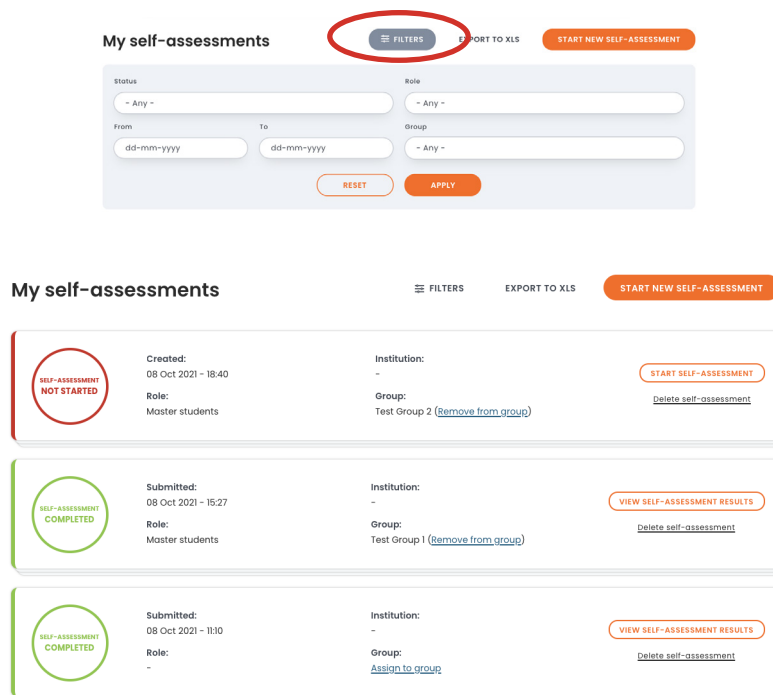 My self-assessments FILTERS EXPORT TO XLS START NEW SELF-ASSESSMENT
Status Role
- Any - - Any -
From To Group
dd-mm-yyyy dd-mm-yyyy - Any -
RESET APPLY
My self-assessments FILTERS EXPORT TO XLS START NEW SELF-ASSESSMENT
SELF-ASSESSMENT
NOT STARTED
Created:
08 Oct 2021 - 18:40
Role:
Master students
Institution:
-
Group:
Test Group 2 (Remove from group)
START SELF-ASSESSMENT
Delete self-assessment
SELF-ASSESSMENT
COMPLETED
Submitted:
08 Oct 2021 - 15:27
Role:
Master students
Institution:
-
Group:
Test Group 1 (Remove from group)
VIEW SELF-ASSESSMENT RESULTS
Delete self-assessment
SELF-ASSESSMENT
COMPLETED
Submitted:
08 Oct 2021 - 11:10
Role:
-
Institution:
-
Group:
Assign to group
VIEW SELF-ASSESSMENT RESULTS
Delete self-assessment